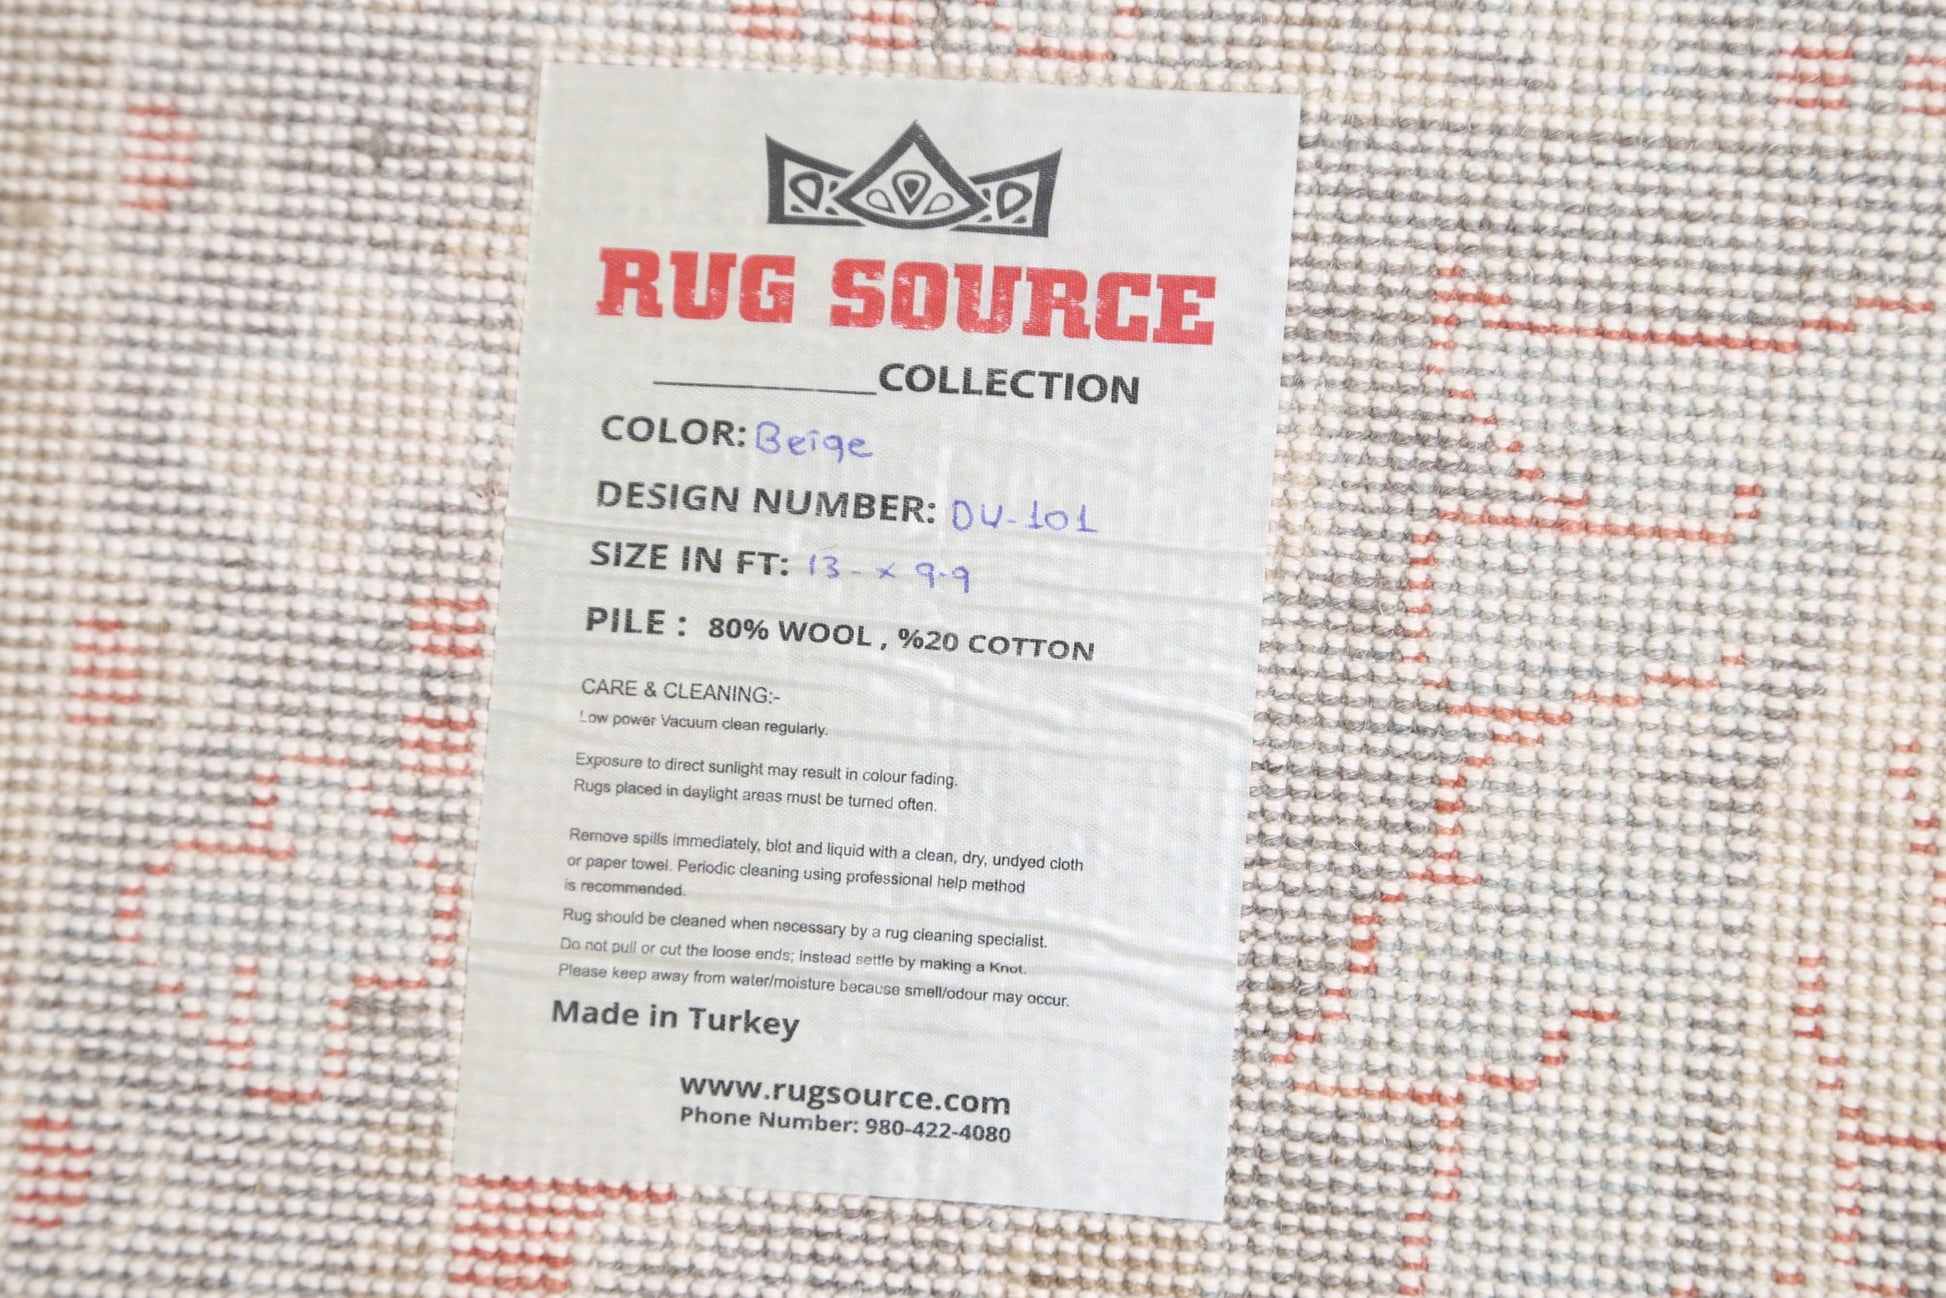 RUG SOURCE
__________COLLECTION
COLOR: Beige
DESIGN NUMBER: DU-101
SIZE IN FT: 13- x 9-9
PILE : 80% WOOL , %20 COTTON
CARE & CLEANING:-
Low power Vacuum clean regularly.
Exposure to direct sunlight may result in colour fading.
Rugs placed in daylight areas must be turned often.
Remove spills immediately, blot and liquid with a clean, dry, undyed cloth
or paper towel. Periodic cleaning using professional help method
is recommended.
Rug should be cleaned when necessary by a rug cleaning specialist.
Do not pull or cut the loose ends; instead settle by making a Knot.
Please keep away from water/moisture because smell/odour may occur.
Made in Turkey
www.rugsource.com
Phone Number: 980-422-4080